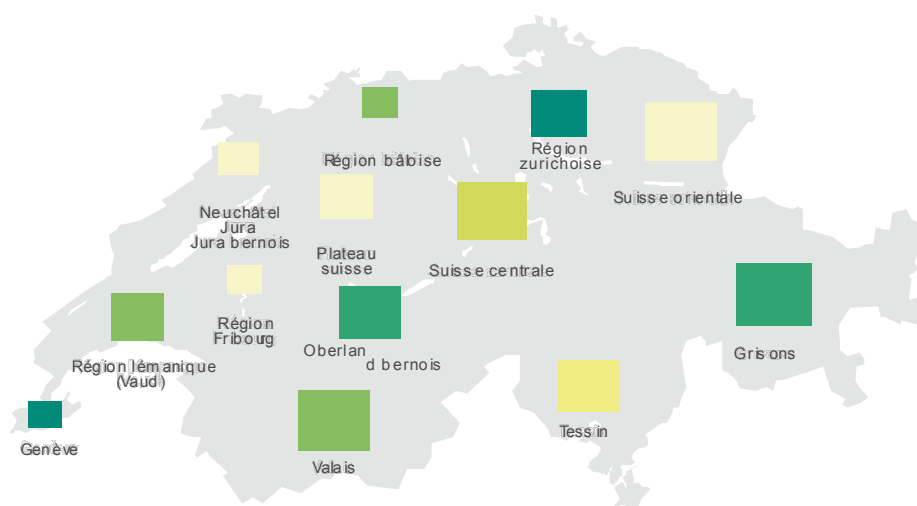 Région bâloise
Région
zurichoise
Suisse orientale
Neuchâtel
Jura
Jura bernois
Plateau
suisse
Suisse centrale
Région
Fribourg
Oberlan
d bernois
Grisons
Région lémanique
(Vaud)
Tessin
Genève
Valais